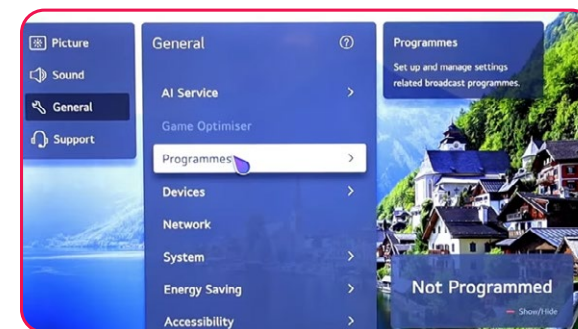 Picture
Sound
General
Support
General
?
AI Service
Game Optimiser
Programmes
Devices
Network
System
Energy Saving
Accessibility
Programmes
Set up and manage settings
related broadcast programmes.
Not Programmed
Show/Hide